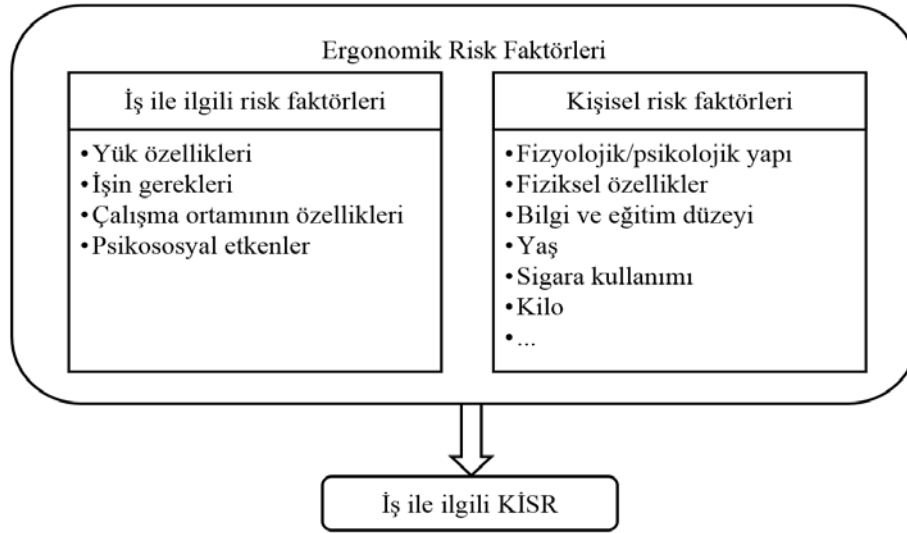 Ergonomik Risk Faktörleri
İş ile ilgili risk faktörleri
•Yük özellikleri
•İşin gerekleri
•Çalışma ortamının özellikleri
•Psikososyal etkenler
Kişisel risk faktörleri
•Fizyolojik/psikolojik yapı
•Fiziksel özellikler
•Bilgi ve eğitim düzeyi
•Yaş
•Sigara kullanımı
•Kilo
•...
İş ile ilgili KİSR